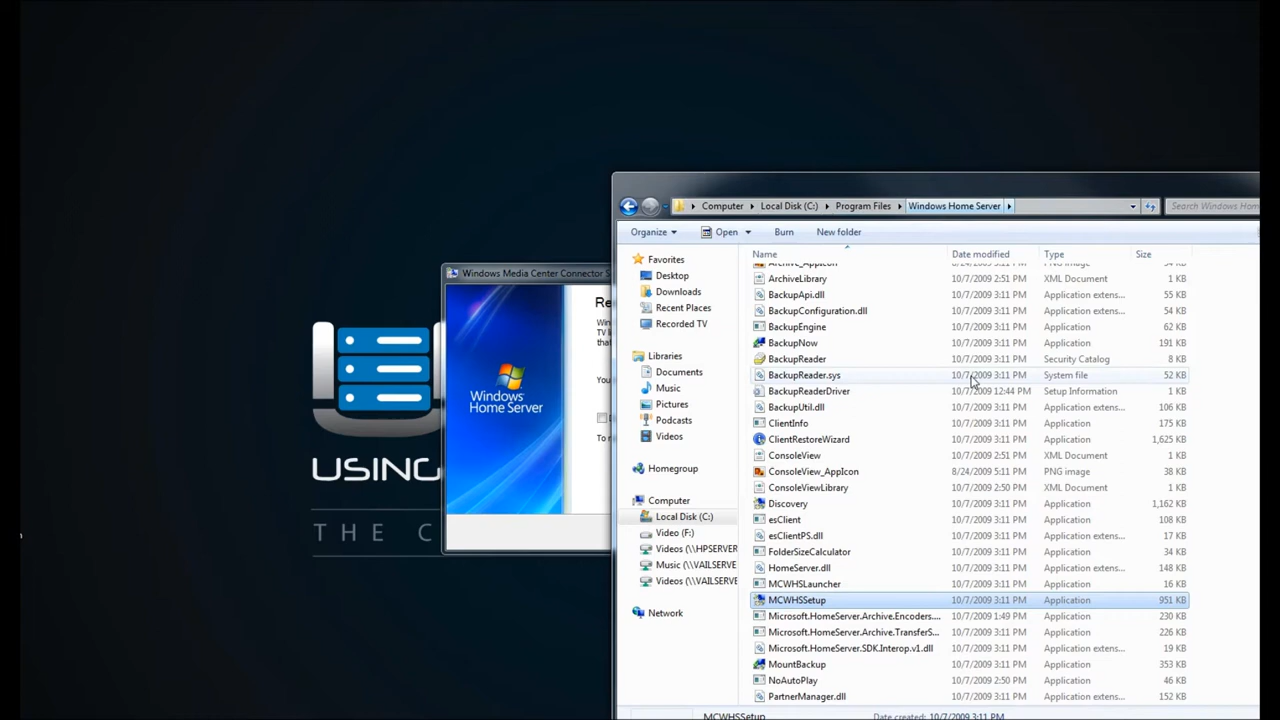 Computer ▸ Local Disk (C:) ▸ Program Files ▸ Windows Home Server ▸
Search Windows Hom
Organize Open Burn New folder
Favorites
Desktop
Downloads
Recent Places
Recorded TV
Libraries
Documents
Music
Pictures
Podcasts
Videos
Homegroup
Computer
Local Disk (C:)
Video (F:)
Videos (\\HPSERVER
Music (\\VAILSERVE
Videos (\\VAILSERVE
Network
Name Date modified Type Size
ArchiveLibrary 10/7/2009 2:51 PM XML Document 1 KB
BackupApi.dll 10/7/2009 3:11 PM Application extens... 55 KB
BackupConfiguration.dll 10/7/2009 3:11 PM Application extens... 54 KB
BackupEngine 10/7/2009 3:11 PM Application 62 KB
BackupNow 10/7/2009 3:11 PM Application 191 KB
BackupReader 10/7/2009 3:11 PM Security Catalog 8 KB
BackupReader.sys 10/7/2009 3:11 PM System file 52 KB
BackupReaderDriver 10/7/2009 12:44 PM Setup Information 1 KB
BackupUtil.dll 10/7/2009 3:11 PM Application extens... 106 KB
ClientInfo 10/7/2009 3:11 PM Application 175 KB
ClientRestoreWizard 10/7/2009 3:11 PM Application 1,625 KB
ConsoleView 10/7/2009 2:51 PM Application 155 KB
ConsoleView_AppIcon 8/24/2009 5:11 PM PNG image 38 KB
ConsoleViewLibrary 10/7/2009 2:50 PM XML Document 1 KB
Discovery 10/7/2009 3:11 PM Application 1,162 KB
esClient 10/7/2009 3:11 PM Application 108 KB
esClientPS.dll 10/7/2009 3:11 PM Application extens... 17 KB
FolderSizeCalculator 10/7/2009 3:11 PM Application 34 KB
HomeServer.dll 10/7/2009 3:11 PM Application extens... 148 KB
MCWHSLauncher 10/7/2009 3:11 PM Application 16 KB
MCWHSSetup 10/7/2009 3:11 PM Application 951 KB
Microsoft.HomeServer.Archive.Encoders.... 10/7/2009 1:49 PM Application 230 KB
Microsoft.HomeServer.Archive.TransferS... 10/7/2009 3:11 PM Application 226 KB
Microsoft.HomeServer.SDK.Interop.v1.dll 10/7/2009 3:11 PM Application extens... 19 KB
MountBackup 10/7/2009 3:11 PM Application 353 KB
NoAutoPlay 10/7/2009 2:50 PM Application 46 KB
PartnerManager.dll 10/7/2009 3:11 PM Application extens... 152 KB
MCWHSSetup Date created: 10/7/2009 3:11 PM
Windows Media Center Connector S
Re
Win
TV li
that
You
To r
Windows
Home Server
USING
THE C